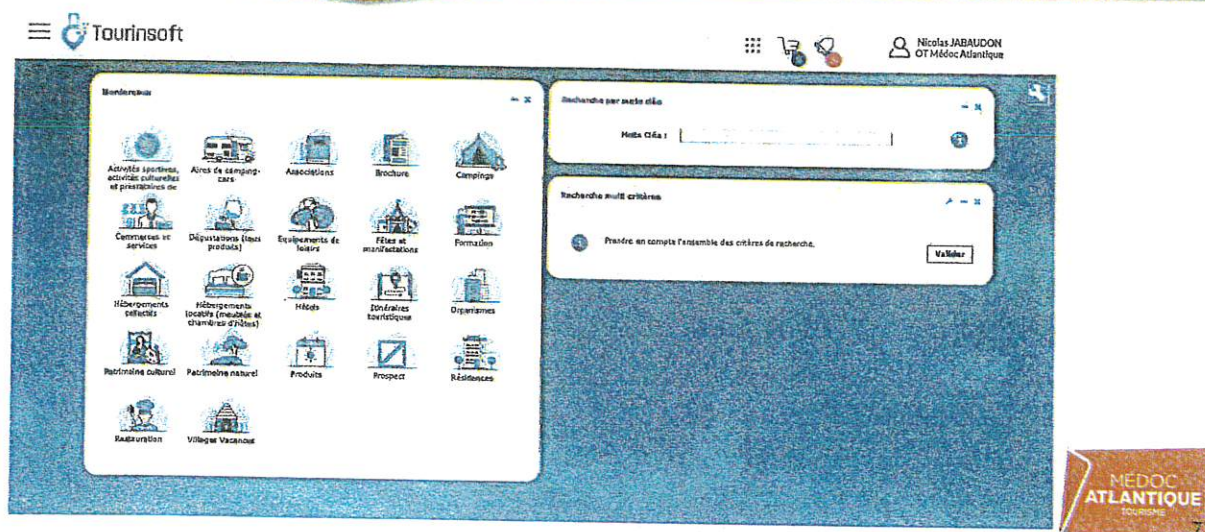 Tourinsoft
Nicolas JABAUDON
OT Médoc Atlantique
Bordereaux
Activités sportives,
activités culturelles
et prestataires de
Aires de camping-
cars
Associations
Brochure
Campings
Commerces et
services
Dégustations (tous
produits)
Equipements de
loisirs
Fêtes et
manifestations
Formation
Hébergements
collectifs
Hébergements
locatifs (meublés et
chambres d'hôtes)
Hôtels
Itinéraires
touristiques
Organismes
Patrimoine culturel
Patrimoine naturel
Produits
Prospect
Résidences
Restauration
Villages Vacances
Recherche par mots clés
Mots Clés :
Recherche multi critères
Prendre en compte l'ensemble des critères de recherche.
Valider
MÉDOC
ATLANTIQUE
TOURISME
7